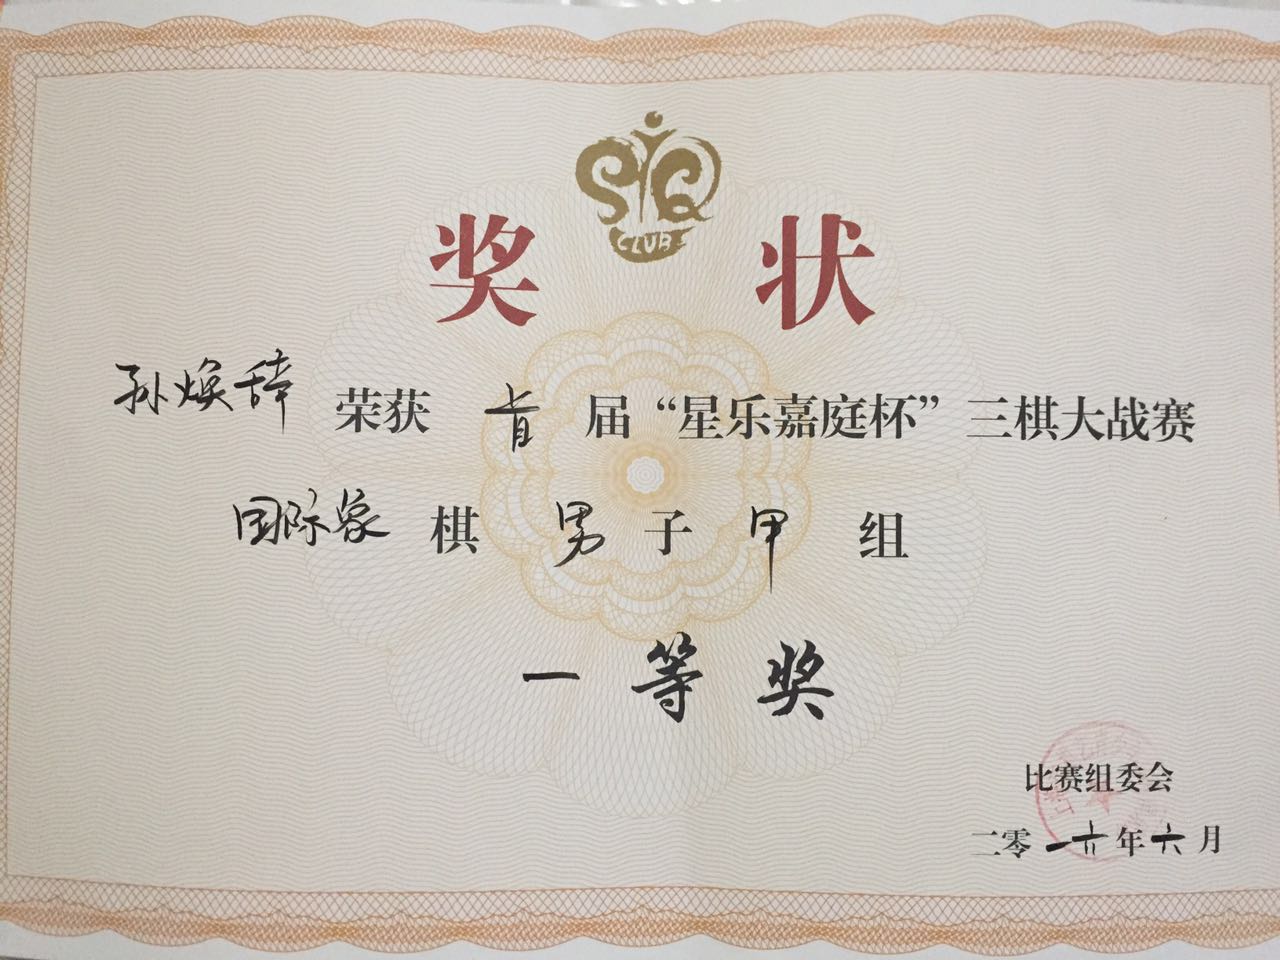 SIQ
CLUB
奖 状
孙焕辞 荣获 首 届 “星乐嘉庭杯” 三棋大战赛
国际象 棋 男 子 甲 组
一 等 奖
比赛组委会
二零一六年六月